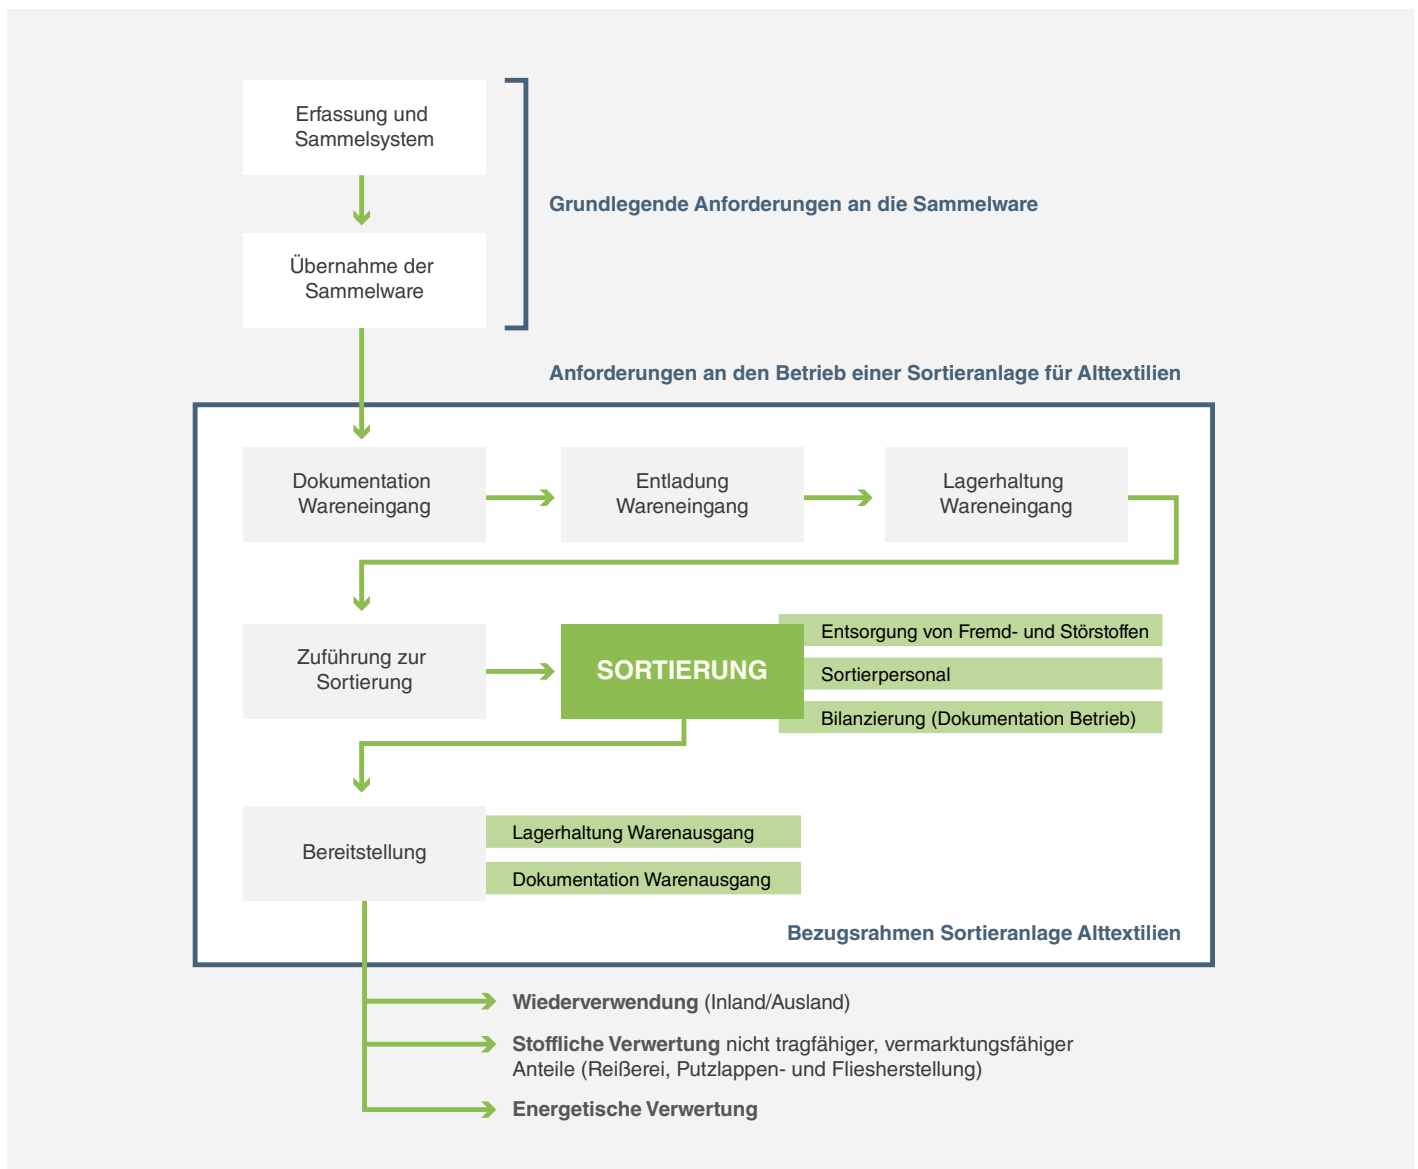 Erfassung und
Sammelsystem
Grundlegende Anforderungen an die Sammelware
Übernahme der
Sammelware
Anforderungen an den Betrieb einer Sortieranlage für Alttextilien
Dokumentation
Wareneingang
Entladung
Wareneingang
Lagerhaltung
Wareneingang
Zuführung zur
Sortierung
SORTIERUNG
Entsorgung von Fremd- und Störstoffen
Sortierpersonal
Bilanzierung (Dokumentation Betrieb)
Bereitstellung
Lagerhaltung Warenausgang
Dokumentation Warenausgang
Bezugsrahmen Sortieranlage Alttextilien
Wiederverwendung (Inland/Ausland)
Stoffliche Verwertung nicht tragfähiger, vermarktungsfähiger
Anteile (Reißerei, Putzlappen- und Fliesherstellung)
Energetische Verwertung